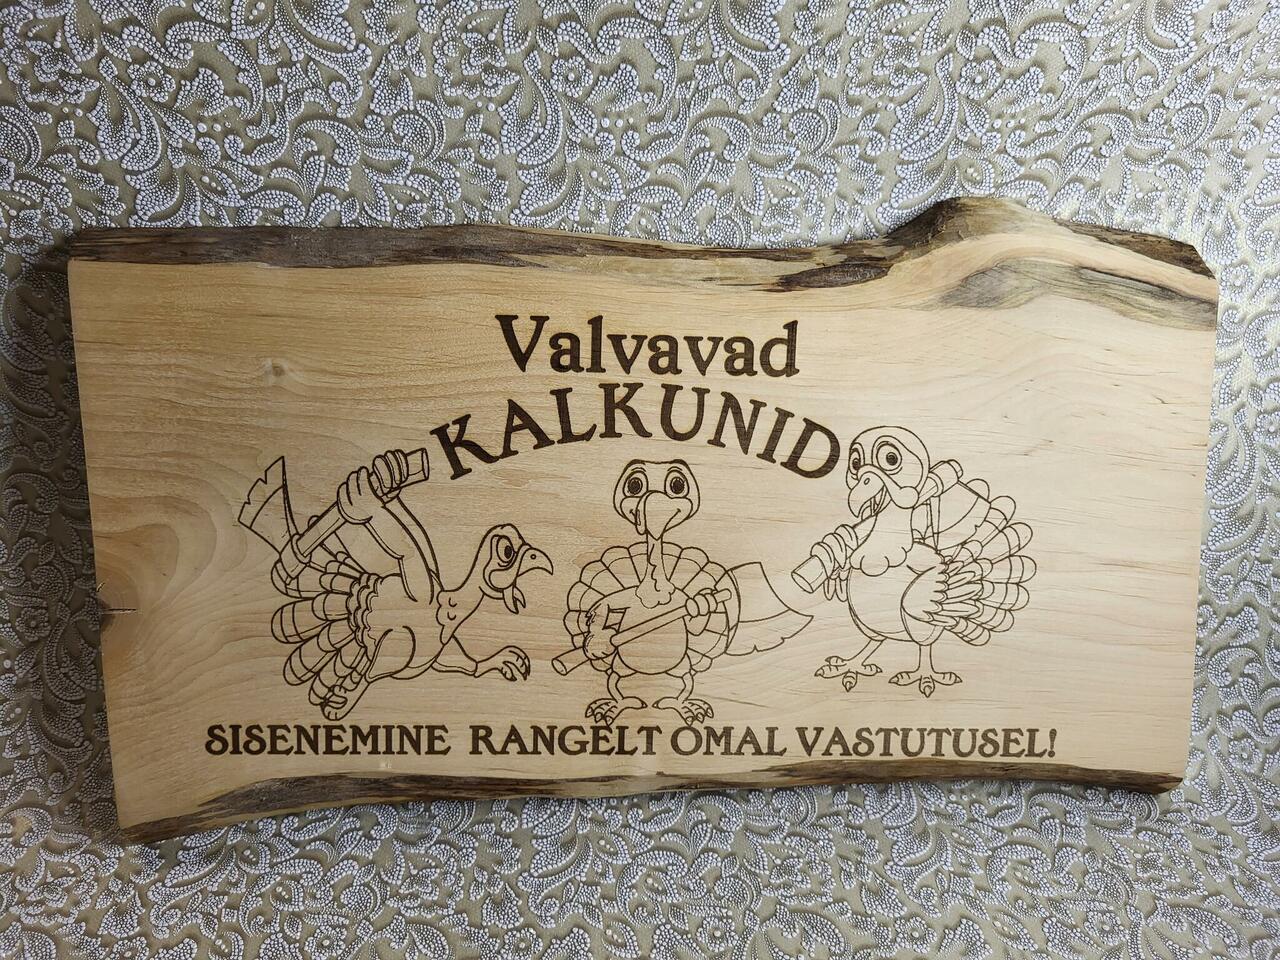 Valvavad
KALKUNID
SISENEMINE RANGELT OMAL VASTUTUSEL!